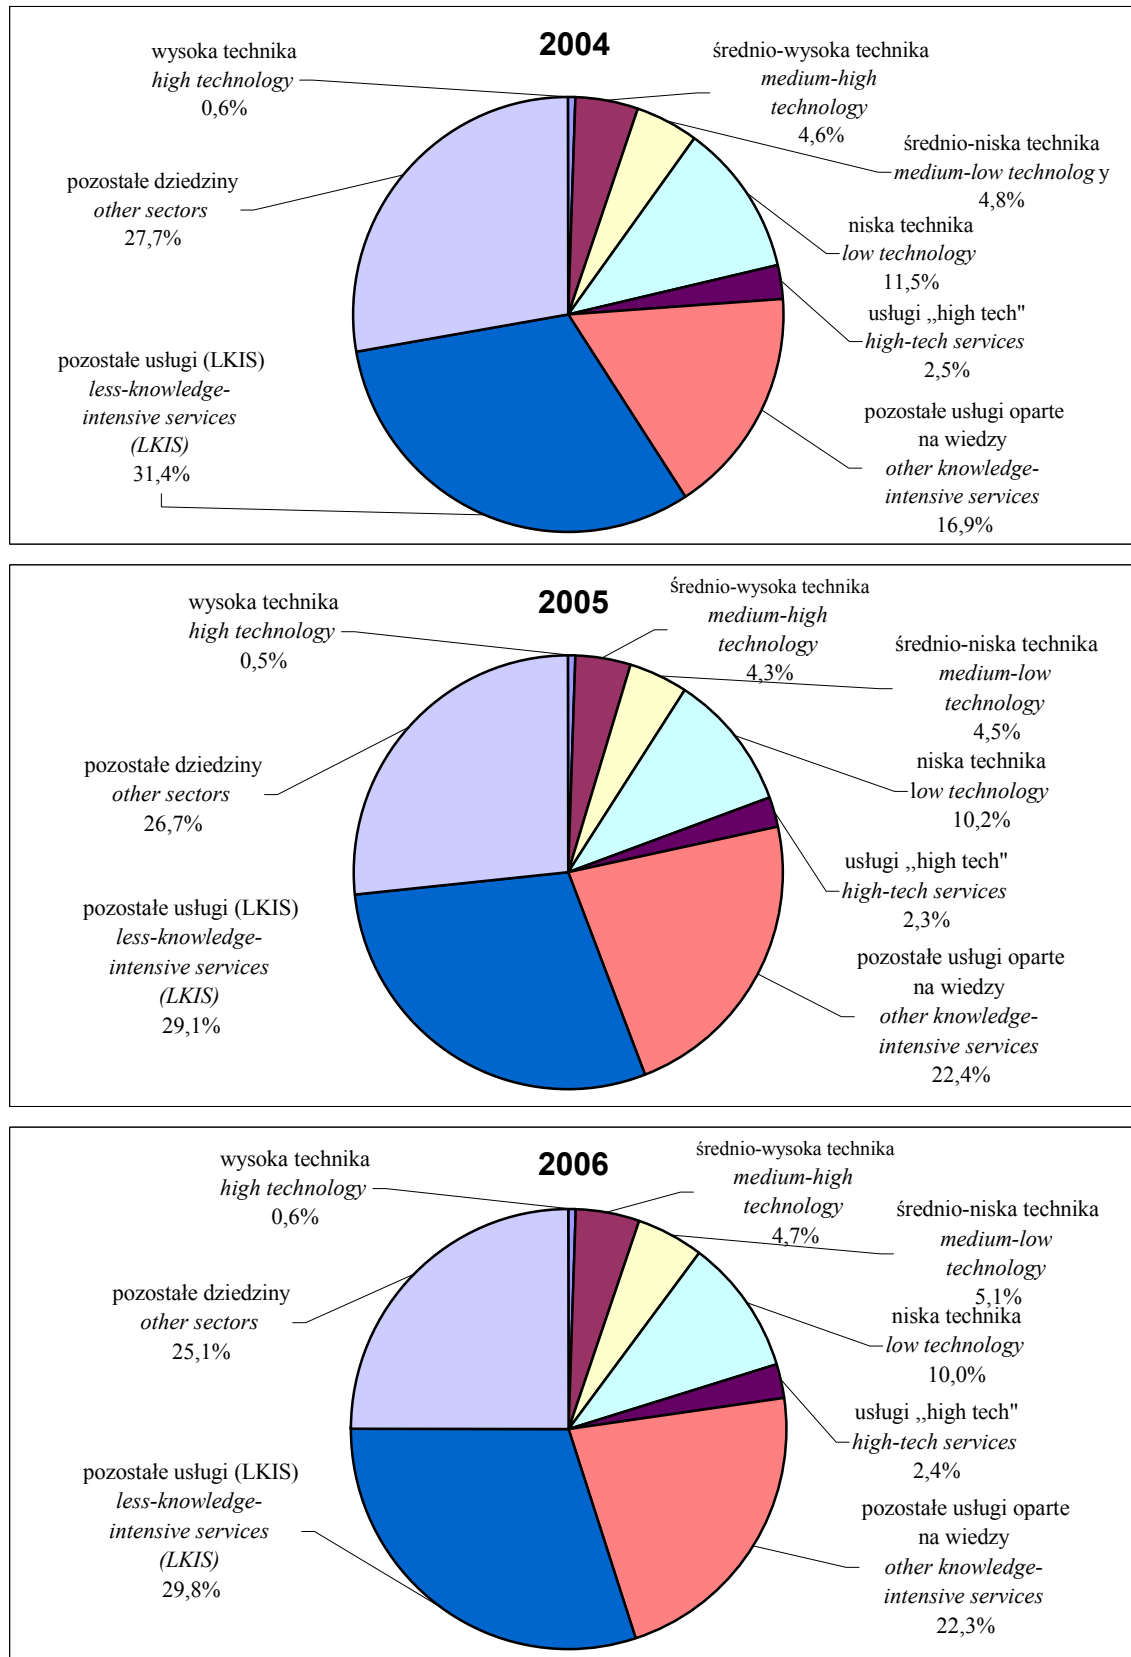 2004
wysoka technika
high technology
0,6%
średnio-wysoka technika
medium-high
technology
4,6%
średnio-niska technika
medium-low technolog y
4,8%
niska technika
low technology
11,5%
usługi ,,high tech"
high-tech services
2,5%
pozostałe usługi oparte
na wiedzy
other knowledge-
intensive services
16,9%
pozostałe usługi (LKIS)
less-knowledge-
intensive services
(LKIS)
31,4%
pozostałe dziedziny
other sectors
27,7%
2005
wysoka technika
high technology
0,5%
średnio-wysoka technika
medium-high
technology
4,3%
średnio-niska technika
medium-low
technology
4,5%
niska technika
low technology
10,2%
usługi ,,high tech"
high-tech services
2,3%
pozostałe usługi oparte
na wiedzy
other knowledge-
intensive services
22,4%
pozostałe usługi (LKIS)
less-knowledge-
intensive services
(LKIS)
29,1%
pozostałe dziedziny
other sectors
26,7%
2006
wysoka technika
high technology
0,6%
średnio-wysoka technika
medium-high
technology
4,7%
średnio-niska technika
medium-low
technology
5,1%
niska technika
low technology
10,0%
usługi ,,high tech"
high-tech services
2,4%
pozostałe usługi oparte
na wiedzy
other knowledge-
intensive services
22,3%
pozostałe usługi (LKIS)
less-knowledge-
intensive services
(LKIS)
29,8%
pozostałe dziedziny
other sectors
25,1%